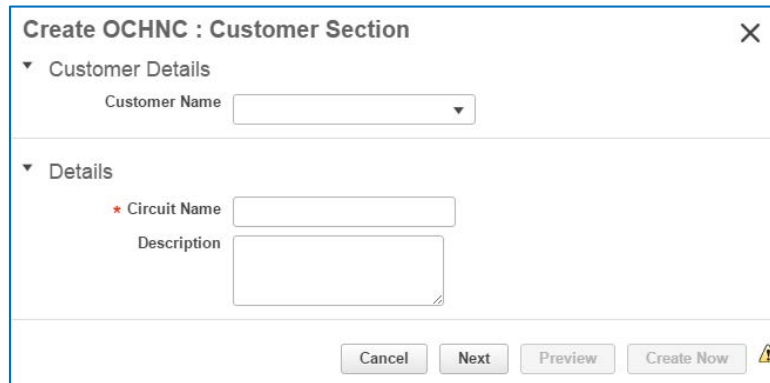 Create OCHNC : Customer Section
Customer Details
Customer Name
Details
* Circuit Name
Description
Cancel Next Preview Create Now